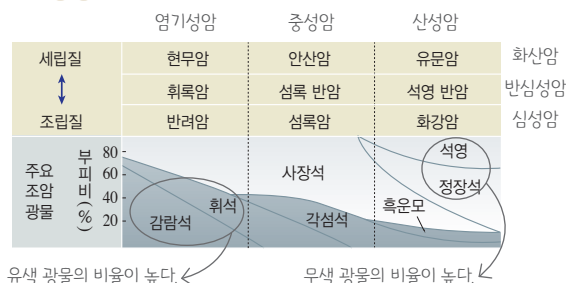 염기성암 중성암 산성암
세립질 현무암 안산암 유문암 화산암
휘록암 섬록 반암 석영 반암 반심성암
조립질 반려암 섬록암 화강암 심성암
주요 조암 광물
부피비(%)
80
60
40
20
감람석
휘석
사장석
각섬석
흑운모
석영
정장석
유색 광물의 비율이 높다.
무색 광물의 비율이 높다.